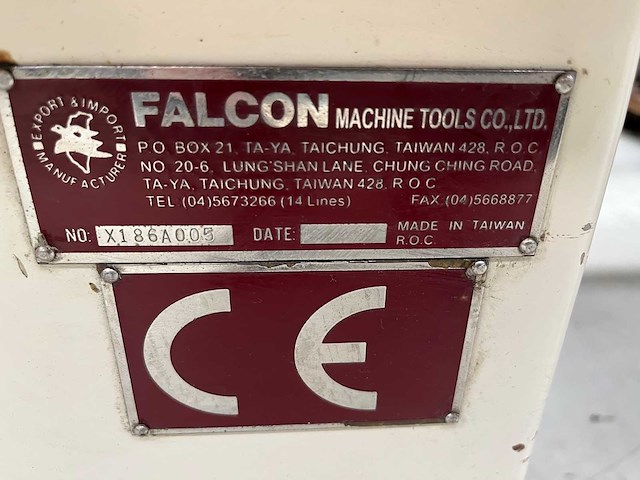 EXPORT & IMPORT
MANUFACTURER
FALCON MACHINE TOOLS CO.,LTD.
P.O. BOX 21, TA-YA, TAICHUNG, TAIWAN 428, R.O.C.
NO. 20-6, LUNG SHAN LANE, CHUNG CHING ROAD,
TA-YA, TAICHUNG, TAIWAN 428, R.O.C.
TEL (04)5673266 (14 Lines) FAX (04)5668877
NO: X186A005 DATE: MADE IN TAIWAN
R.O.C.
CE